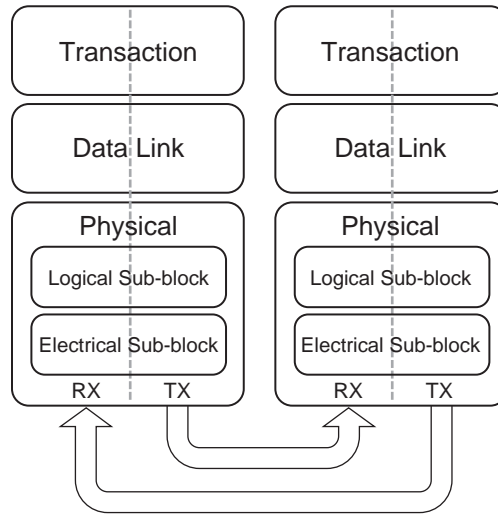 Transaction
Data Link
Physical
Logical Sub-block
Electrical Sub-block
RX TX
Transaction
Data Link
Physical
Logical Sub-block
Electrical Sub-block
RX TX